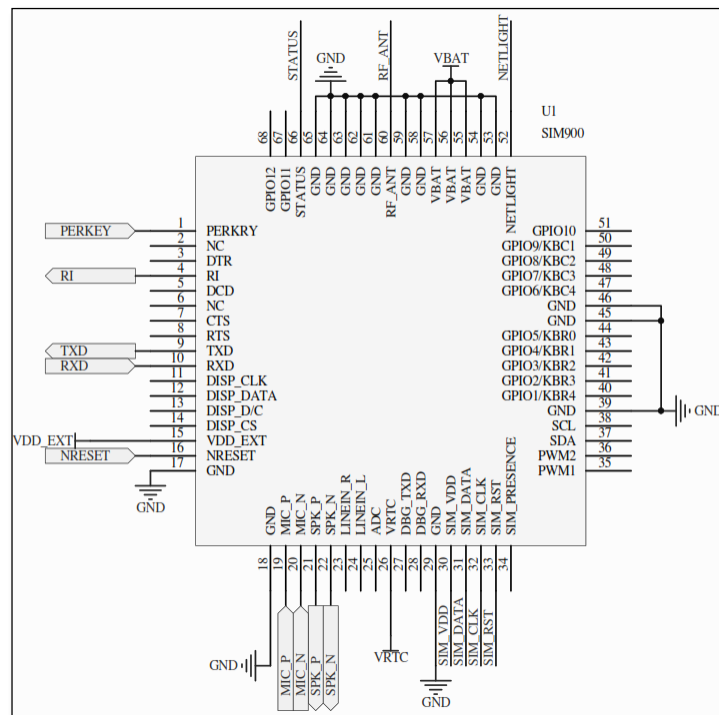 STATUS
GND
RF_ANT
VBAT
NETLIGHT
U1
SIM900
68
67
66
65
64
63
62
61
60
59
58
57
56
55
54
53
52
GPIO12
GPIO11
STATUS
GND
GND
GND
GND
GND
RF_ANT
GND
GND
VBAT
VBAT
VBAT
GND
GND
NETLIGHT
PERKEY 1 PERKRY
2 NC
3 DTR
RI 4 RI
5 DCD
6 NC
7 CTS
8 RTS
TXD 9 TXD
RXD 10 RXD
11 DISP_CLK
12 DISP_DATA
13 DISP_D/C
14 DISP_CS
VDD_EXT 15 VDD_EXT
NRESET 16 NRESET
17 GND
GND
GPIO10 51
GPIO9/KBC1 50
GPIO8/KBC2 49
GPIO7/KBC3 48
GPIO6/KBC4 47
GND 46
GND 45
GPIO5/KBR0 44
GPIO4/KBR1 43
GPIO3/KBR2 42
GPIO2/KBR3 41
GPIO1/KBR4 40
GND 39
GND
SCL 38
SDA 37
PWM2 36
PWM1 35
GND
MIC_P
MIC_N
SPK_P
SPK_N
LINEIN_R
LINEIN_L
ADC
VRTC
DBG_TXD
DBG_RXD
GND
SIM_VDD
SIM_DATA
SIM_CLK
SIM_RST
SIM_PRESENCE
18
19
20
21
22
23
24
25
26
27
28
29
30
31
32
33
34
GND
MIC_P
MIC_N
SPK_P
SPK_N
VRTC
GND
SIM_VDD
SIM_DATA
SIM_CLK
SIM_RST